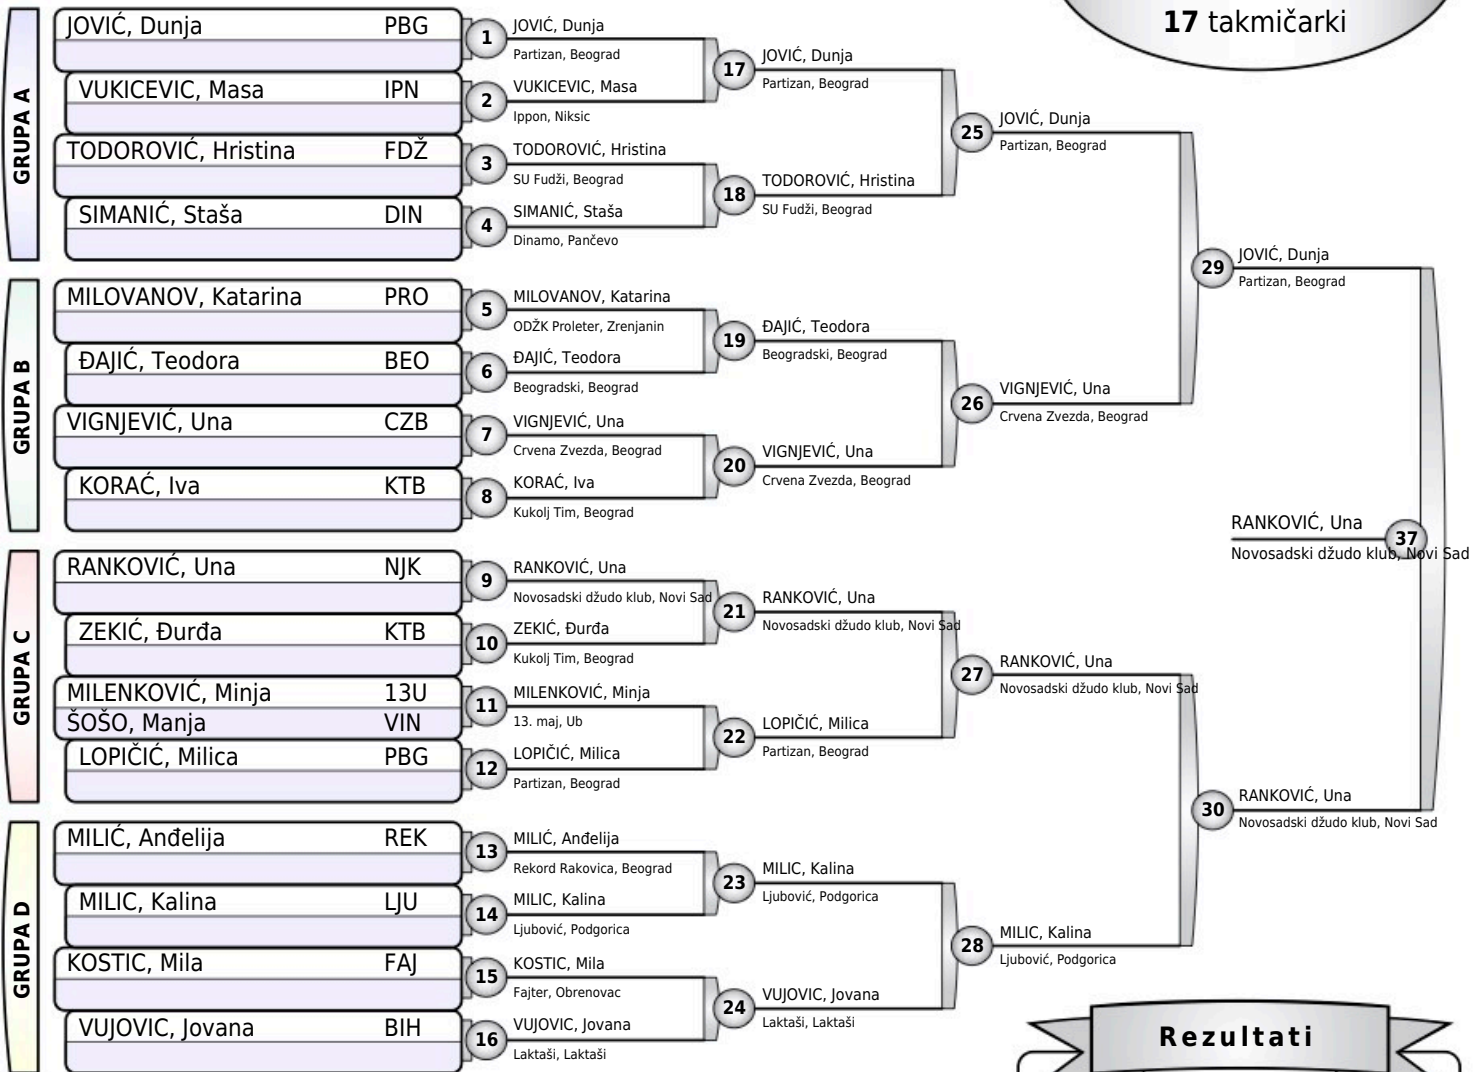 17 takmičarki
GRUPA A
JOVIĆ, Dunja PBG
VUKICEVIC, Masa IPN
TODOROVIĆ, Hristina FDŽ
SIMANIĆ, Staša DIN
GRUPA B
MILOVANOV, Katarina PRO
ĐAJIĆ, Teodora BEO
VIGNJEVIĆ, Una CZB
KORAĆ, Iva KTB
GRUPA C
RANKOVIĆ, Una NJK
ZEKIĆ, Đurđa KTB
MILENKOVIĆ, Minja 13U
ŠOŠO, Manja VIN
LOPIČIĆ, Milica PBG
GRUPA D
MILIĆ, Anđelija REK
MILIC, Kalina LJU
KOSTIC, Mila FAJ
VUJOVIC, Jovana BIH
1 JOVIĆ, Dunja
Partizan, Beograd
2 VUKICEVIC, Masa
Ippon, Niksic
3 TODOROVIĆ, Hristina
SU Fudži, Beograd
4 SIMANIĆ, Staša
Dinamo, Pančevo
5 MILOVANOV, Katarina
ODŽK Proleter, Zrenjanin
6 ĐAJIĆ, Teodora
Beogradski, Beograd
7 VIGNJEVIĆ, Una
Crvena Zvezda, Beograd
8 KORAĆ, Iva
Kukolj Tim, Beograd
9 RANKOVIĆ, Una
Novosadski džudo klub, Novi Sad
10 ZEKIĆ, Đurđa
Kukolj Tim, Beograd
11 MILENKOVIĆ, Minja
13. maj, Ub
12 LOPIČIĆ, Milica
Partizan, Beograd
13 MILIĆ, Anđelija
Rekord Rakovica, Beograd
14 MILIC, Kalina
Ljubović, Podgorica
15 KOSTIC, Mila
Fajter, Obrenovac
16 VUJOVIC, Jovana
Laktaši, Laktaši
17 JOVIĆ, Dunja
Partizan, Beograd
18 TODOROVIĆ, Hristina
SU Fudži, Beograd
19 ĐAJIĆ, Teodora
Beogradski, Beograd
20 VIGNJEVIĆ, Una
Crvena Zvezda, Beograd
21 RANKOVIĆ, Una
Novosadski džudo klub, Novi Sad
22 LOPIČIĆ, Milica
Partizan, Beograd
23 MILIC, Kalina
Ljubović, Podgorica
24 VUJOVIC, Jovana
Laktaši, Laktaši
25 JOVIĆ, Dunja
Partizan, Beograd
26 VIGNJEVIĆ, Una
Crvena Zvezda, Beograd
27 RANKOVIĆ, Una
Novosadski džudo klub, Novi Sad
28 MILIC, Kalina
Ljubović, Podgorica
29 JOVIĆ, Dunja
Partizan, Beograd
30 RANKOVIĆ, Una
Novosadski džudo klub, Novi Sad
RANKOVIĆ, Una 37
Novosadski džudo klub, Novi Sad
Rezultati